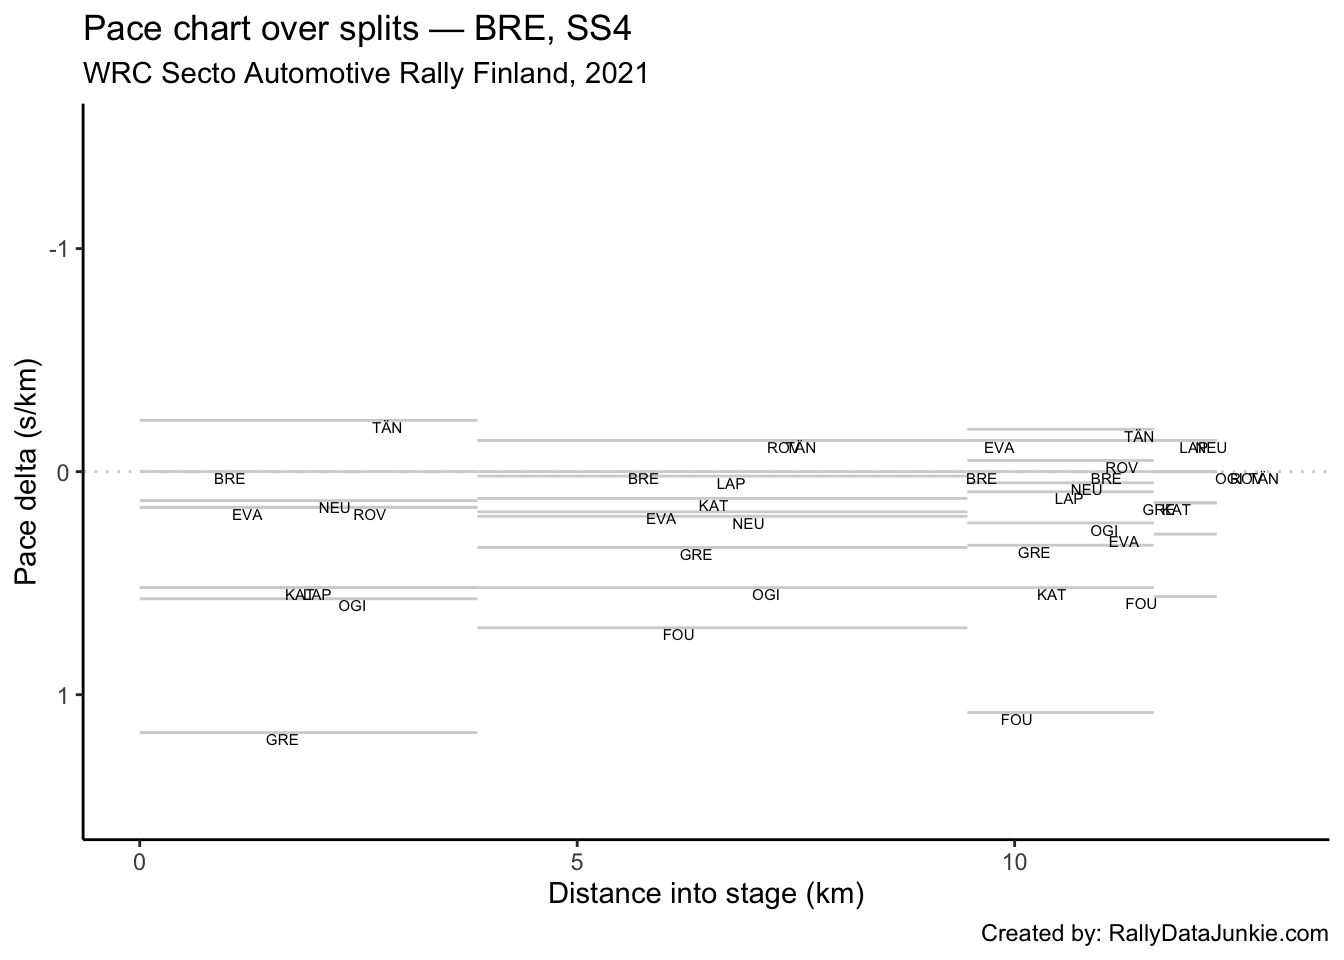 Pace chart over splits — BRE, SS4
WRC Secto Automotive Rally Finland, 2021
Pace delta (s/km)
-1
0
1
TÄN
BRE
NEU
EVA
ROV
KAT
LAP
OGI
GRE
ROV
TÄN
BRE
LAP
KAT
EVA
NEU
GRE
OGI
FOU
TÄN
EVA
LAP
NEU
ROV
BRE
BRE
OGI
ROV
TÄN
NEU
LAP
GRE
KAT
OGI
EVA
GRE
KAT
FOU
FOU
0
5
10
Distance into stage (km)
Created by: RallyDataJunkie.com